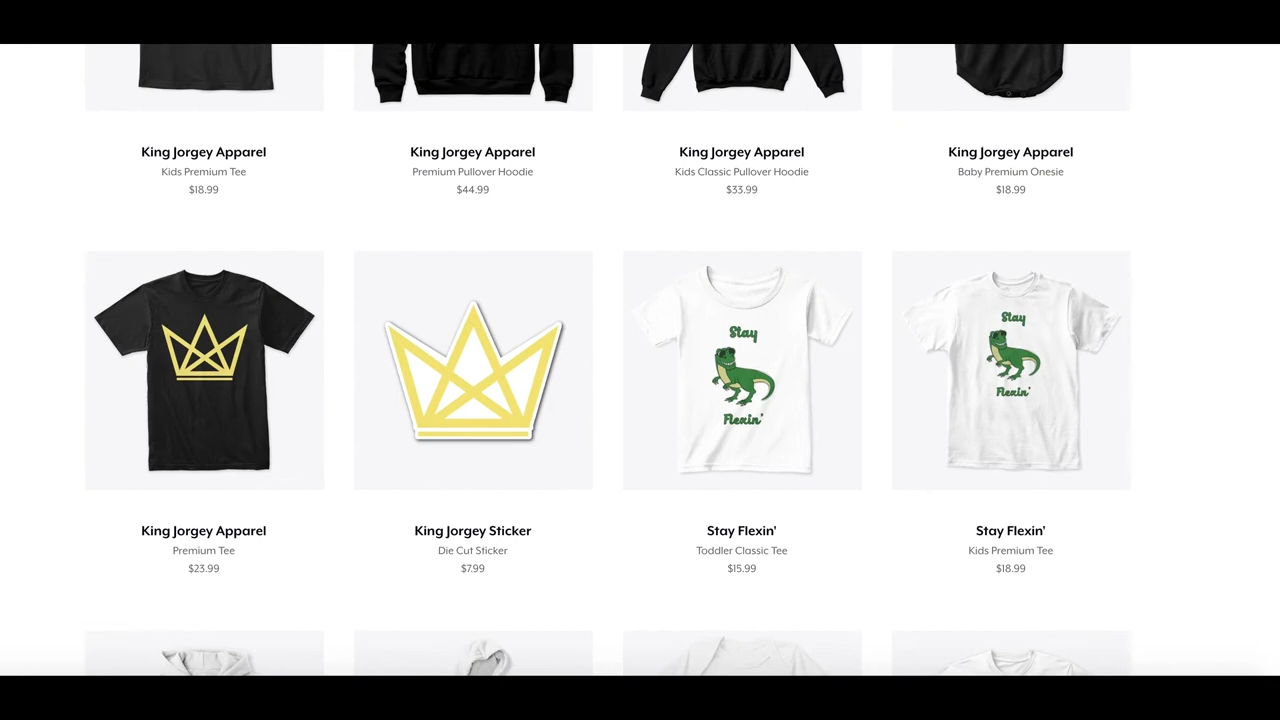 King Jorgey Apparel
Kids Premium Tee
$18.99
King Jorgey Apparel
Premium Pullover Hoodie
$44.99
King Jorgey Apparel
Kids Classic Pullover Hoodie
$33.99
King Jorgey Apparel
Baby Premium Onesie
$18.99
Stay
Flexin'
Stay
Flexin'
King Jorgey Apparel
Premium Tee
$23.99
King Jorgey Sticker
Die Cut Sticker
$7.99
Stay Flexin'
Toddler Classic Tee
$15.99
Stay Flexin'
Kids Premium Tee
$18.99